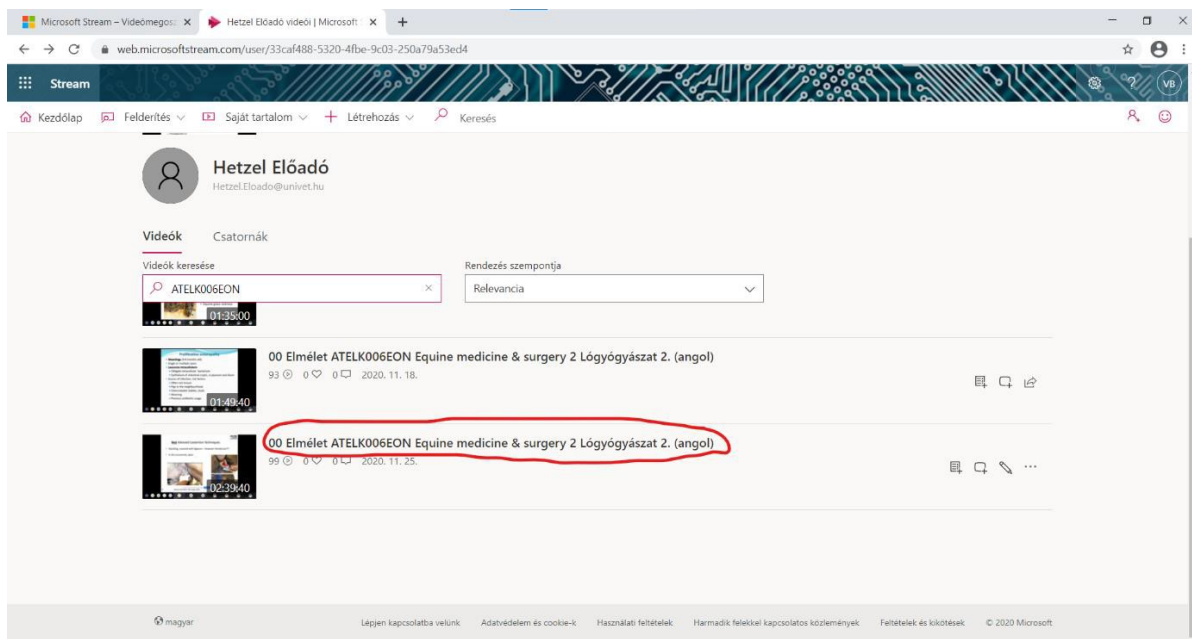 Microsoft Stream – Videómegos
Hetzel Előadó videói | Microsoft
web.microsoftstream.com/user/33caf488-5320-4fbe-9c03-250a79a53ed4
Stream
VB
Kezdőlap Felderítés Saját tartalom Létrehozás Keresés
Hetzel Előadó
Hetzel.Eloado@univet.hu
Videók Csatornák
Videók keresése Rendezés szempontja
ATELK006EON Relevancia
01:35:00
00 Elmélet ATELK006EON Equine medicine & surgery 2 Lógyógyászat 2. (angol)
93 0 0 2020. 11. 18.
01:49:40
00 Elmélet ATELK006EON Equine medicine & surgery 2 Lógyógyászat 2. (angol)
99 0 0 2020. 11. 25.
02:39:40
magyar Lépjen kapcsolatba velünk Adatvédelem és cookie-k Használati feltételek Harmadik felekkel kapcsolatos közlemények Feltételek és kikötések © 2020 Microsoft